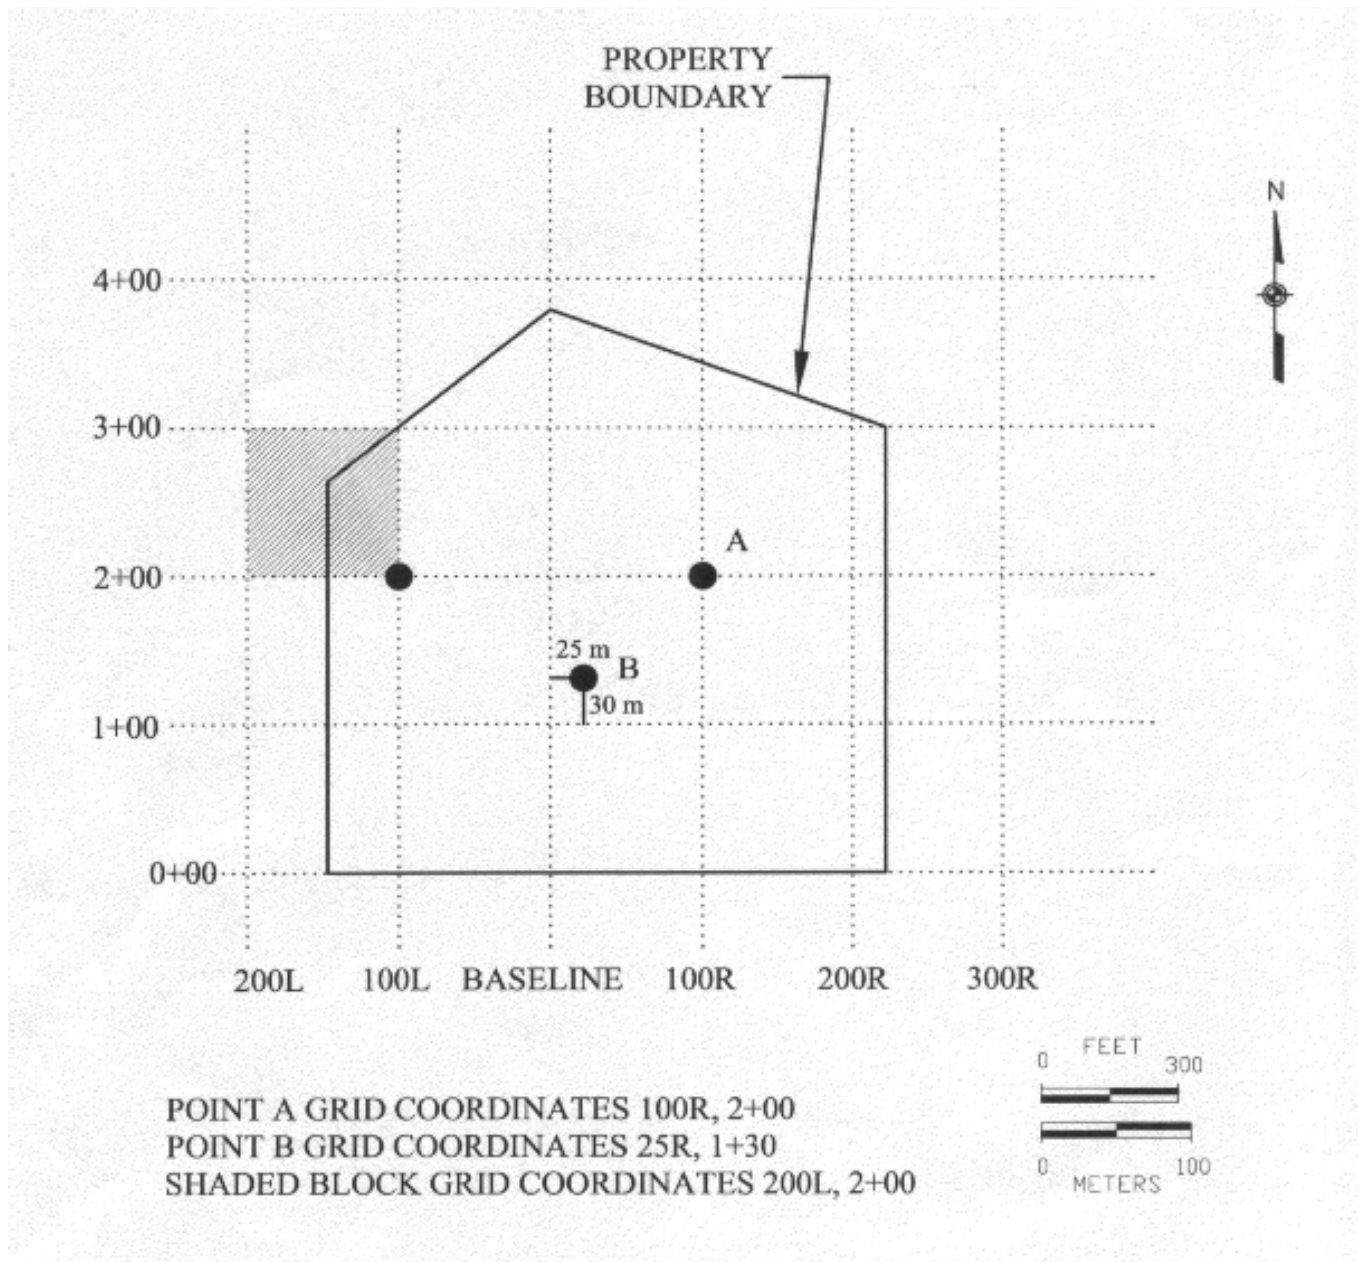 PROPERTY
BOUNDARY
N
4+00
3+00
A
2+00
25 m
B
30 m
1+00
0+00
200L 100L BASELINE 100R 200R 300R
FEET
0 300
0 100
METERS
POINT A GRID COORDINATES 100R, 2+00
POINT B GRID COORDINATES 25R, 1+30
SHADED BLOCK GRID COORDINATES 200L, 2+00